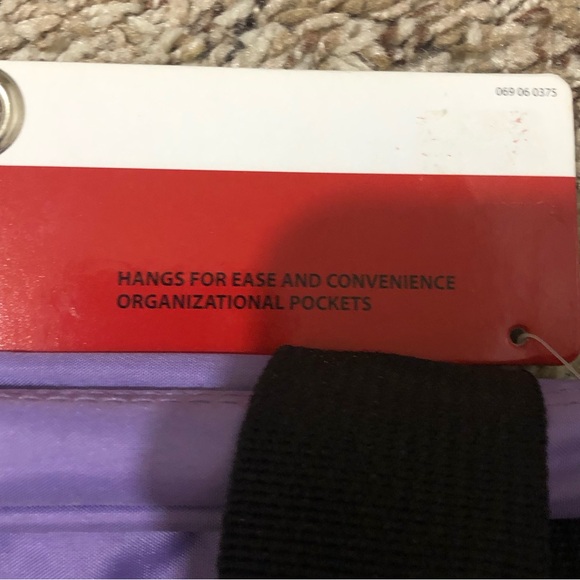 069 06 0375
HANGS FOR EASE AND CONVENIENCE
ORGANIZATIONAL POCKETS